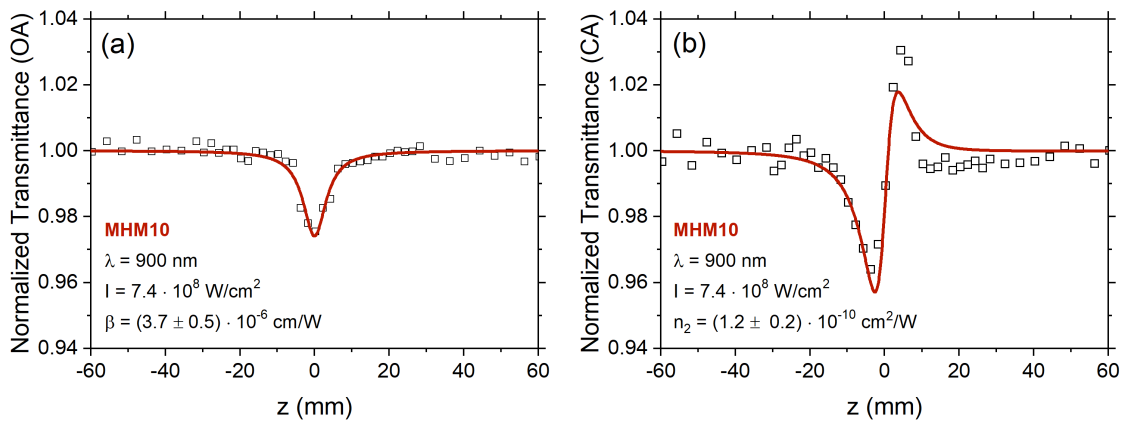 (a)
Normalized Transmittance (OA)
1.04
1.02
1.00
0.98
0.96
0.94
MHM10
λ = 900 nm
I = 7.4 · 10⁸ W/cm²
β = (3.7 ± 0.5) · 10⁻⁶ cm/W
-60 -40 -20 0 20 40 60
z (mm)
(b)
Normalized Transmittance (CA)
1.04
1.02
1.00
0.98
0.96
0.94
MHM10
λ = 900 nm
I = 7.4 · 10⁸ W/cm²
n₂ = (1.2 ± 0.2) · 10⁻¹⁰ cm²/W
-60 -40 -20 0 20 40 60
z (mm)